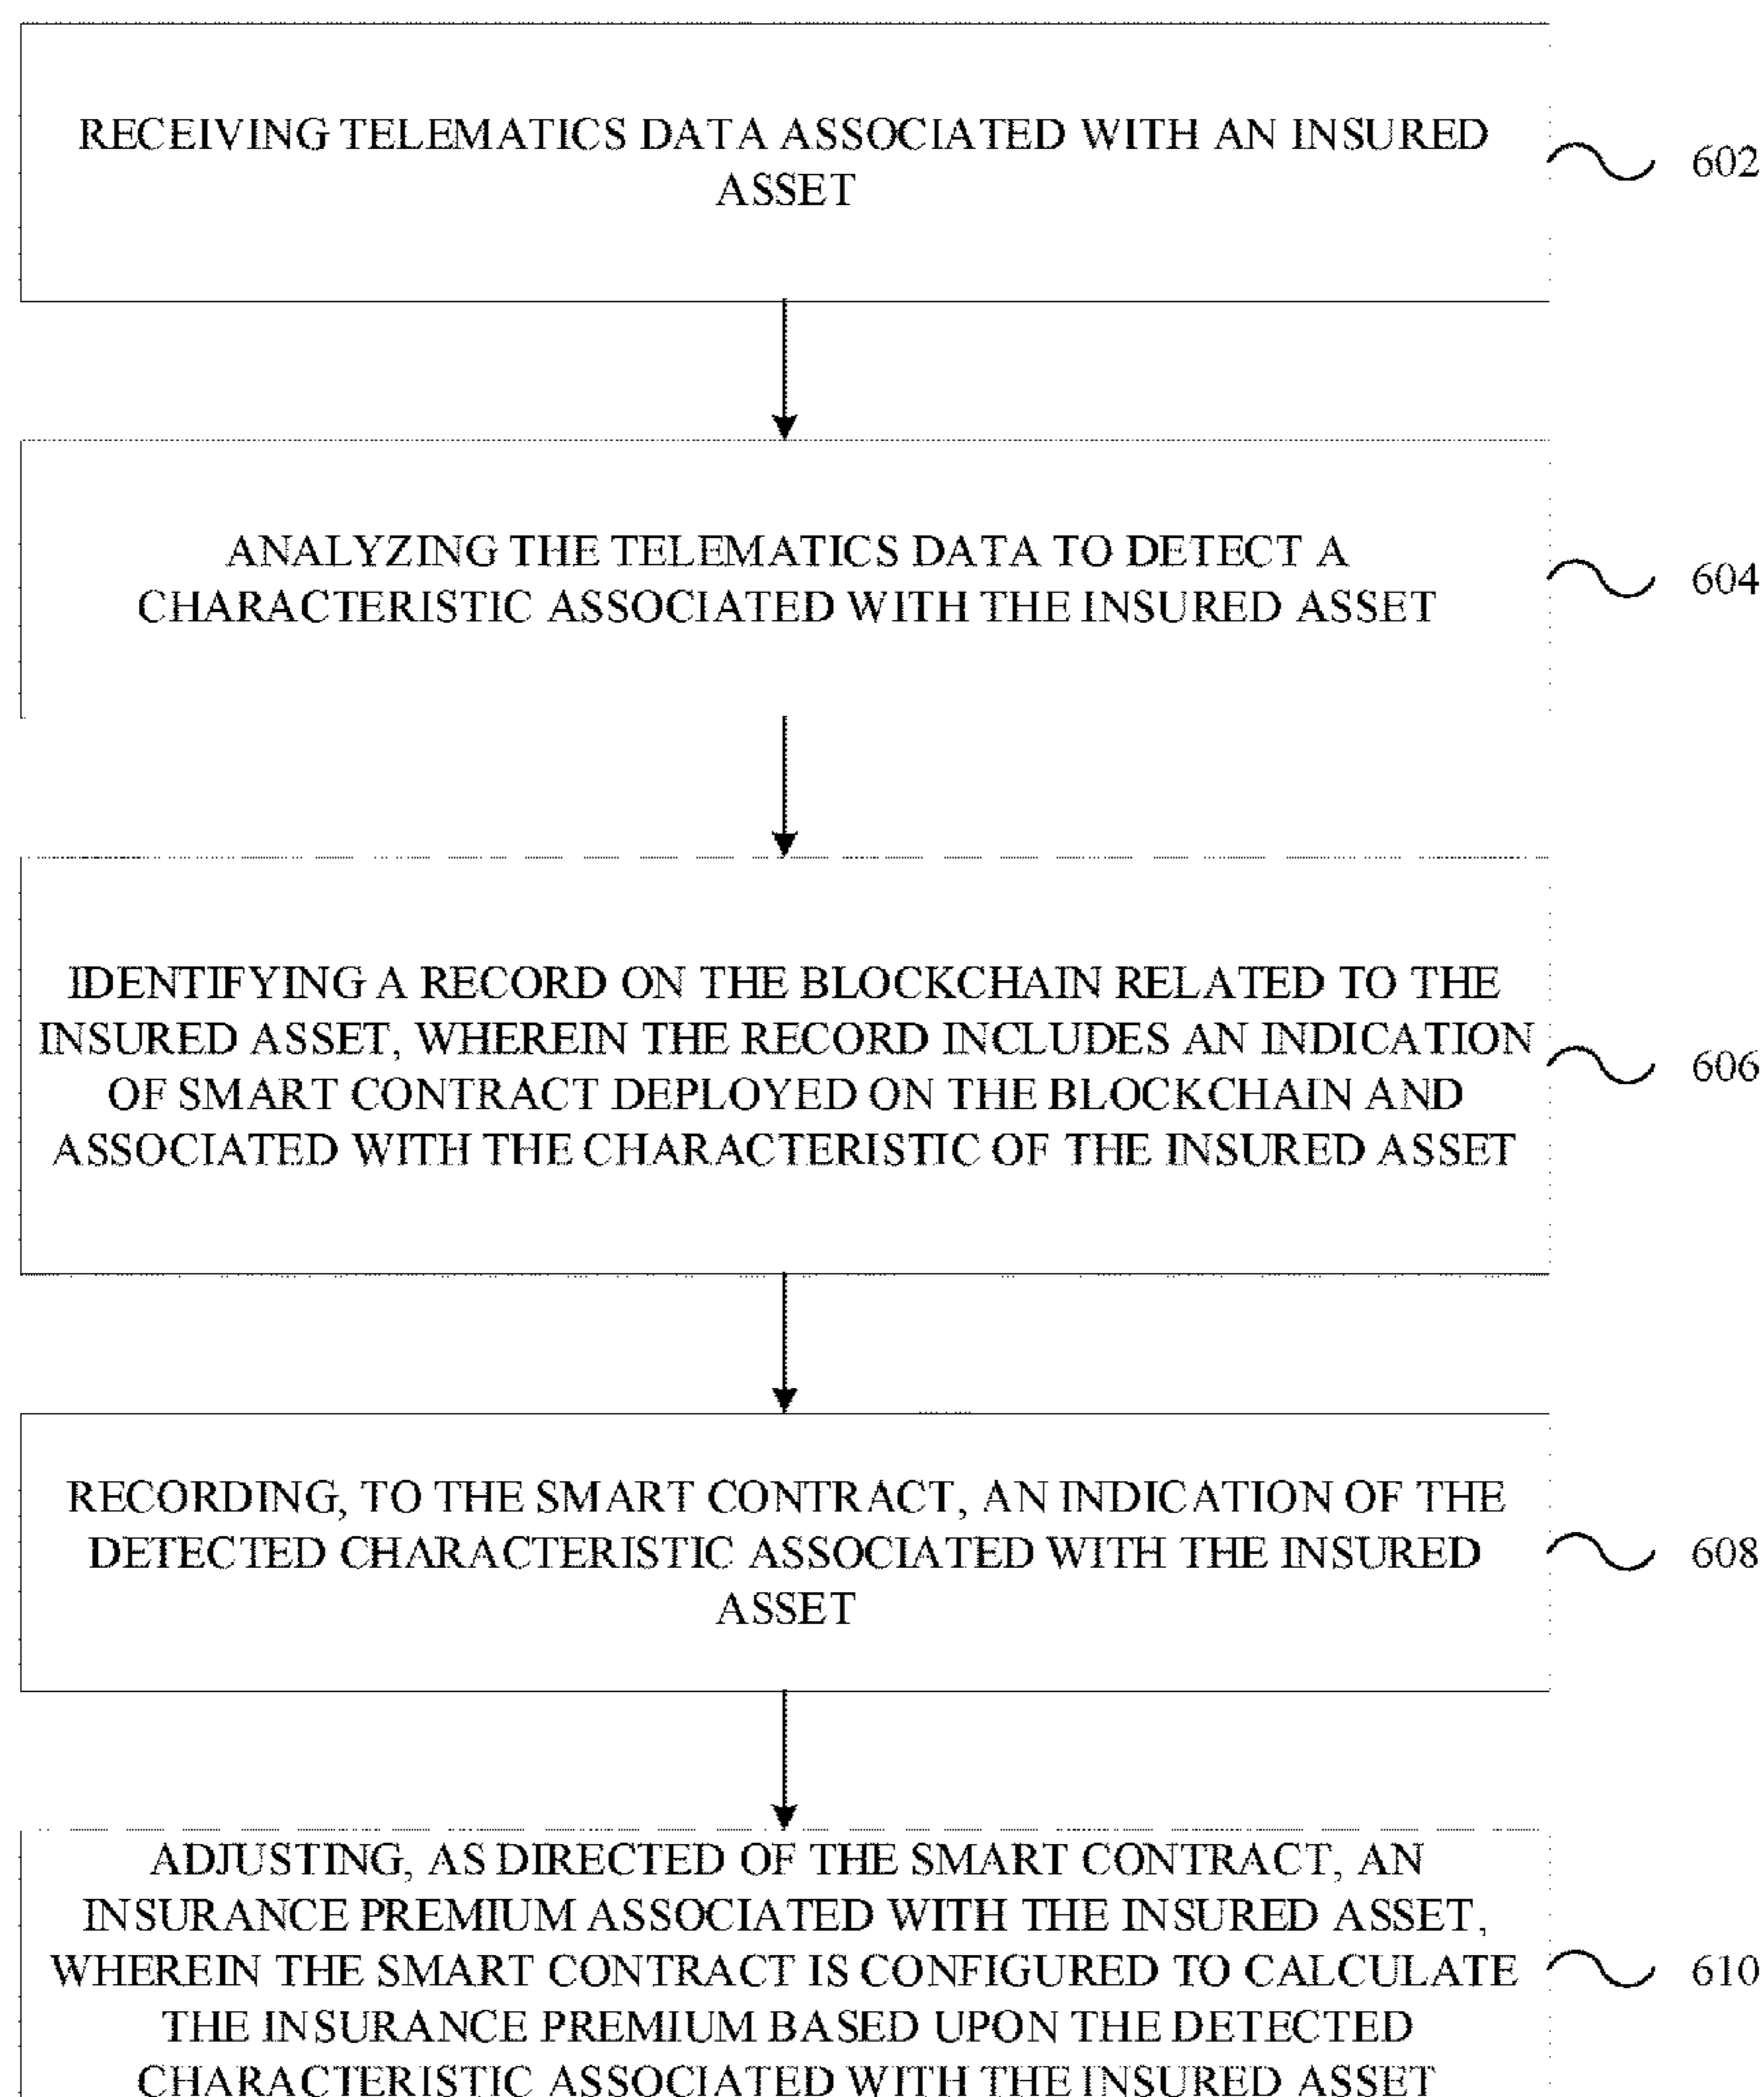 RECEIVING TELEMATICS DATA ASSOCIATED WITH AN INSURED
ASSET
602
ANALYZING THE TELEMATICS DATA TO DETECT A
CHARACTERISTIC ASSOCIATED WITH THE INSURED ASSET
604
IDENTIFYING A RECORD ON THE BLOCKCHAIN RELATED TO THE
INSURED ASSET, WHEREIN THE RECORD INCLUDES AN INDICATION
OF SMART CONTRACT DEPLOYED ON THE BLOCKCHAIN AND
ASSOCIATED WITH THE CHARACTERISTIC OF THE INSURED ASSET
606
RECORDING, TO THE SMART CONTRACT, AN INDICATION OF THE
DETECTED CHARACTERISTIC ASSOCIATED WITH THE INSURED
ASSET
608
ADJUSTING, AS DIRECTED OF THE SMART CONTRACT, AN
INSURANCE PREMIUM ASSOCIATED WITH THE INSURED ASSET,
WHEREIN THE SMART CONTRACT IS CONFIGURED TO CALCULATE
THE INSURANCE PREMIUM BASED UPON THE DETECTED
CHARACTERISTIC ASSOCIATED WITH THE INSURED ASSET
610